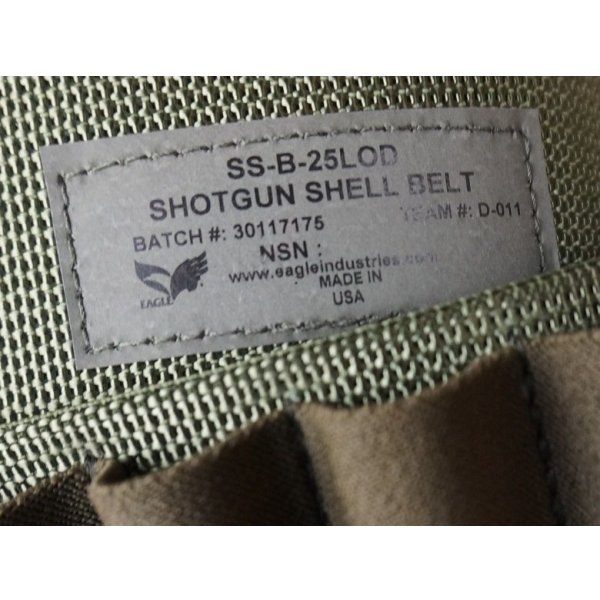 SS-B-25LOD
SHOTGUN SHELL BELT
BATCH #: 30117175 TEAM #: D-011
NSN :
www.eagleindustries.com
EAGLE MADE IN
USA